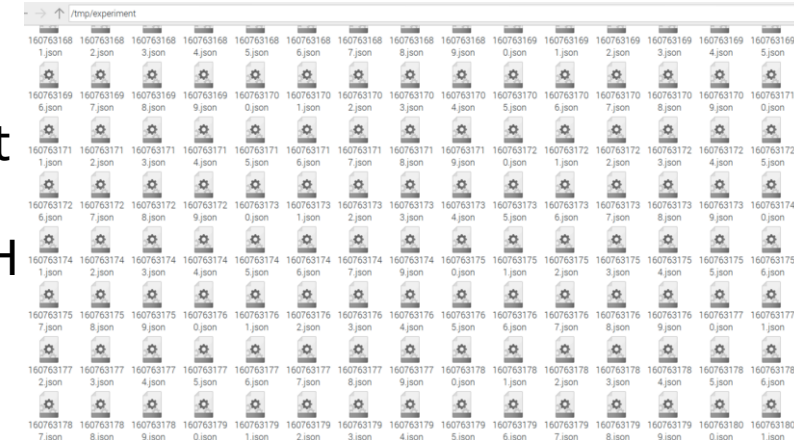 /tmp/experiment
160763168 160763168 160763168 160763168 160763168 160763168 160763168 160763168 160763168 160763169 160763169 160763169 160763169 160763169 160763169
1.json 2.json 3.json 4.json 5.json 6.json 7.json 8.json 9.json 0.json 1.json 2.json 3.json 4.json 5.json
160763169 160763169 160763169 160763169 160763170 160763170 160763170 160763170 160763170 160763170 160763170 160763170 160763170 160763170 160763171
6.json 7.json 8.json 9.json 0.json 1.json 2.json 3.json 4.json 5.json 6.json 7.json 8.json 9.json 0.json
t
160763171 160763171 160763171 160763171 160763171 160763171 160763171 160763171 160763171 160763172 160763172 160763172 160763172 160763172 160763172
1.json 2.json 3.json 4.json 5.json 6.json 7.json 8.json 9.json 0.json 1.json 2.json 3.json 4.json 5.json
160763172 160763172 160763172 160763172 160763173 160763173 160763173 160763173 160763173 160763173 160763173 160763173 160763173 160763173 160763174
6.json 7.json 8.json 9.json 0.json 1.json 2.json 3.json 4.json 5.json 6.json 7.json 8.json 9.json 0.json
H
160763174 160763174 160763174 160763174 160763174 160763174 160763174 160763174 160763175 160763175 160763175 160763175 160763175 160763175 160763175
1.json 2.json 3.json 4.json 5.json 6.json 7.json 9.json 0.json 1.json 2.json 3.json 4.json 5.json 6.json
160763175 160763175 160763175 160763176 160763176 160763176 160763176 160763176 160763176 160763176 160763176 160763176 160763176 160763177 160763177
7.json 8.json 9.json 0.json 1.json 2.json 3.json 4.json 5.json 6.json 7.json 8.json 9.json 0.json 1.json
160763177 160763177 160763177 160763177 160763177 160763177 160763177 160763177 160763178 160763178 160763178 160763178 160763178 160763178 160763178
2.json 3.json 4.json 5.json 6.json 7.json 8.json 9.json 0.json 1.json 2.json 3.json 4.json 5.json 6.json
160763178 160763178 160763178 160763179 160763179 160763179 160763179 160763179 160763179 160763179 160763179 160763179 160763179 160763180 160763180
7.json 8.json 9.json 0.json 1.json 2.json 3.json 4.json 5.json 6.json 7.json 8.json 9.json 0.json 1.json